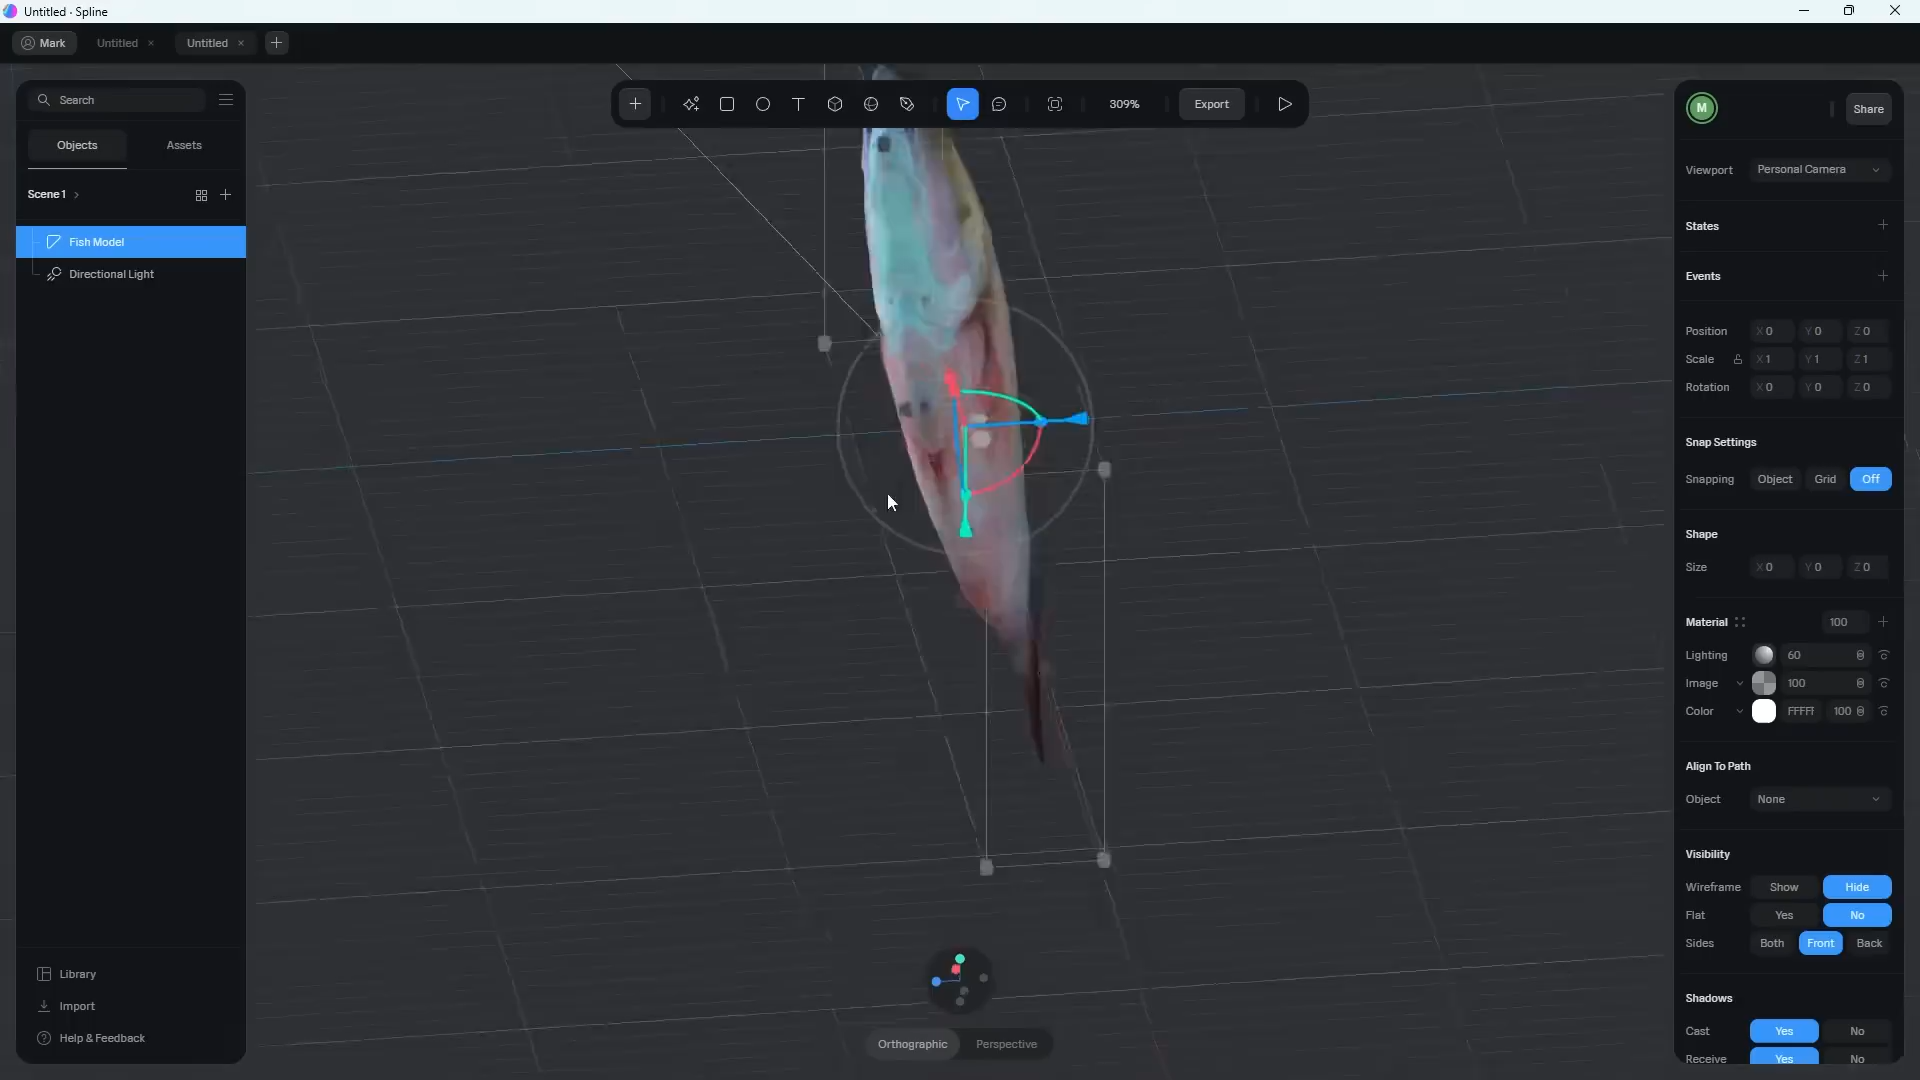 Untitled - Spline
Mark
Untitled
Untitled
Search
309%
Export
M
Share
Objects
Assets
Viewport
Personal Camera
Scene 1
States
Fish Model
Directional Light
Events
Position X 0 Y 0 Z 0
Scale X 1 Y 1 Z 1
Rotation X 0 Y 0 Z 0
Snap Settings
Snapping Object Grid Off
Shape
Size X 0 Y 0 Z 0
Material 100
Lighting 60
Image 100
Color FFFFF 100
Align To Path
Object None
Visibility
Wireframe Show Hide
Flat Yes No
Sides Both Front Back
Library
Import
Help & Feedback
Orthographic
Perspective
Shadows
Cast Yes No
Receive Yes No